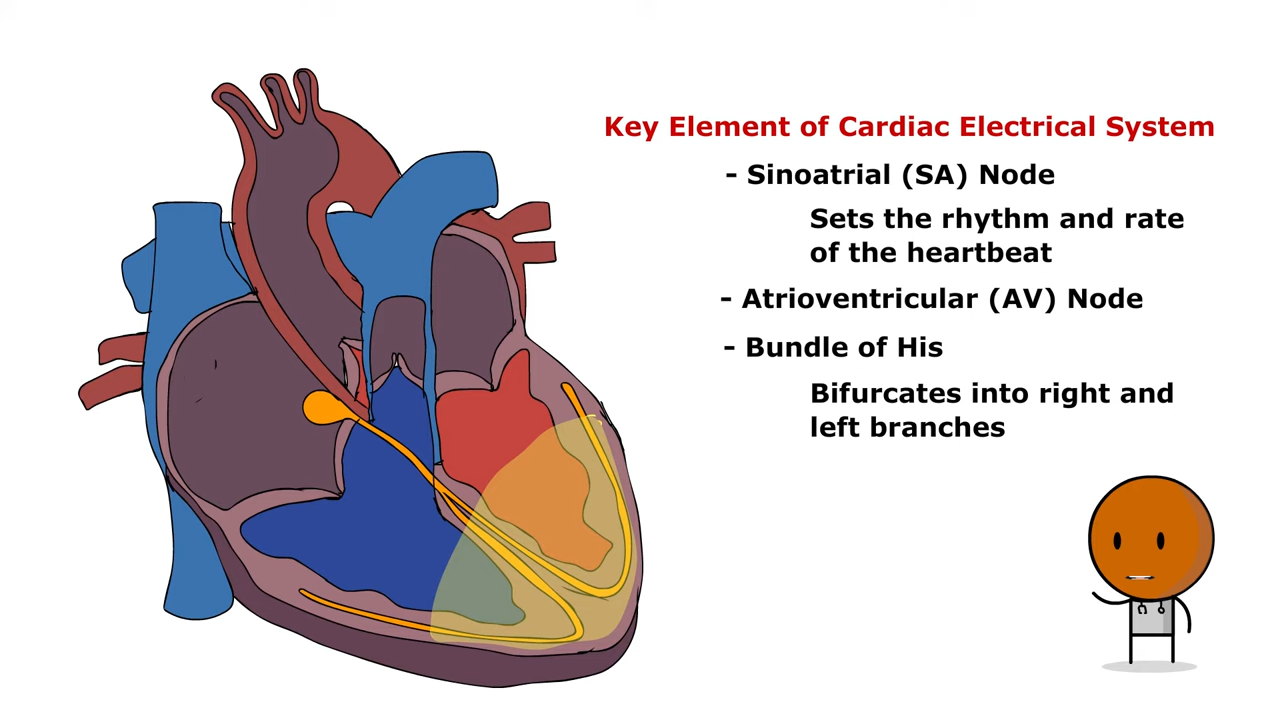 Key Element of Cardiac Electrical System
- Sinoatrial (SA) Node
Sets the rhythm and rate
of the heartbeat
- Atrioventricular (AV) Node
- Bundle of His
Bifurcates into right and
left branches